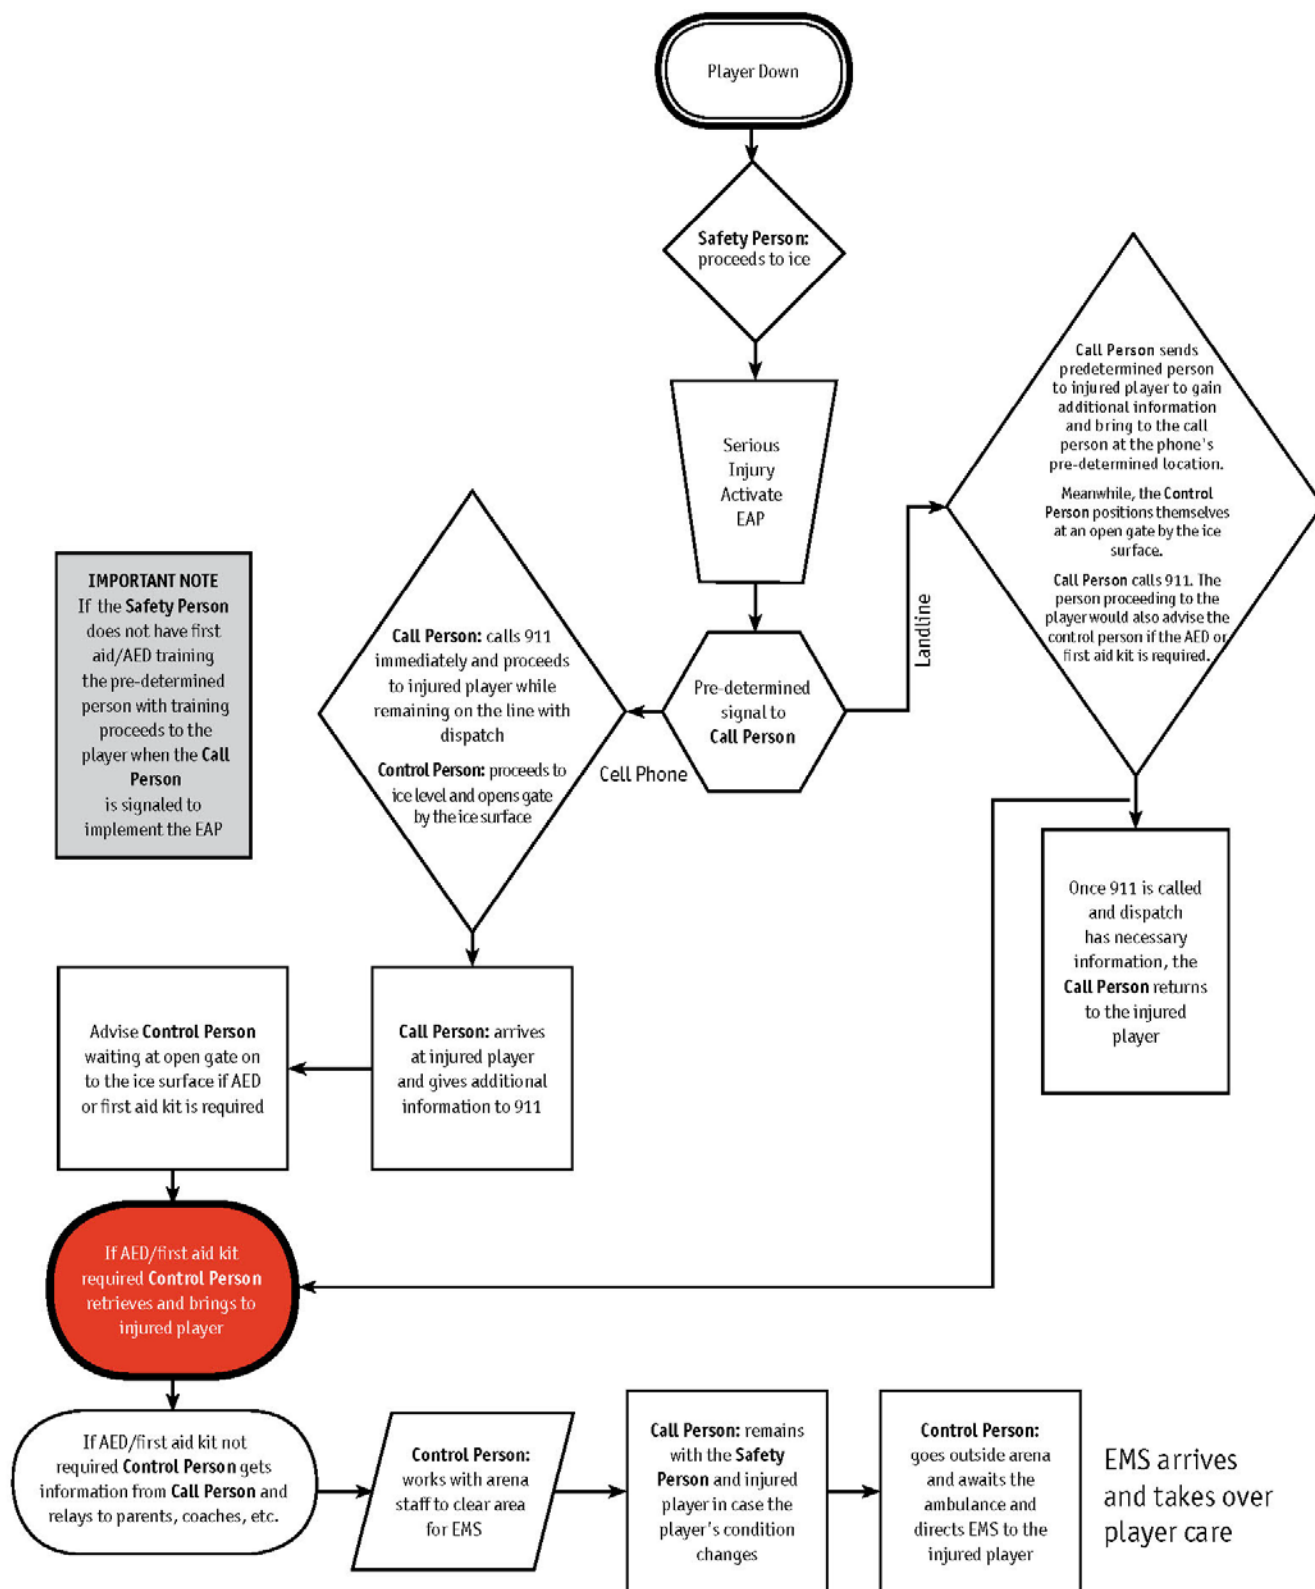 Player Down
Safety Person:
proceeds to ice
Serious
Injury
Activate
EAP
Pre-determined
signal to
Call Person
Landline
Call Person sends
predetermined person
to injured player to gain
additional information
and bring to the call
person at the phone's
pre-determined location.
Meanwhile, the Control
Person positions themselves
at an open gate by the ice
surface.
Call Person calls 911. The
person proceeding to the
player would also advise the
control person if the AED or
first aid kit is required.
Once 911 is called
and dispatch
has necessary
information, the
Call Person returns
to the injured
player
Cell Phone
Call Person: calls 911
immediately and proceeds
to injured player while
remaining on the line with
dispatch
Control Person: proceeds to
ice level and opens gate
by the ice surface
IMPORTANT NOTE
If the Safety Person
does not have first
aid/AED training
the pre-determined
person with training
proceeds to the
player when the Call
Person
is signaled to
implement the EAP
Call Person: arrives
at injured player
and gives additional
information to 911
Advise Control Person
waiting at open gate on
to the ice surface if AED
or first aid kit is required
If AED/first aid kit
required Control Person
retrieves and brings to
injured player
If AED/first aid kit not
required Control Person gets
information from Call Person and
relays to parents, coaches, etc.
Control Person:
works with arena
staff to clear area
for EMS
Call Person: remains
with the Safety
Person and injured
player in case the
player's condition
changes
Control Person:
goes outside arena
and awaits the
ambulance and
directs EMS to the
injured player
EMS arrives
and takes over
player care